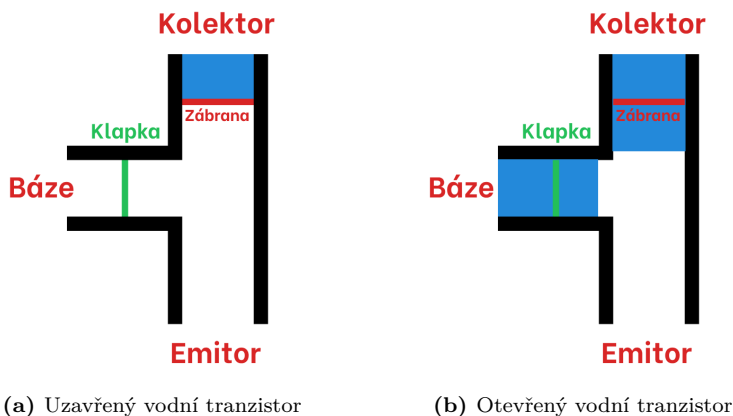 Kolektor
Zábrana
Klapka
Báze
Emitor
(a) Uzavřený vodní tranzistor
Kolektor
Zábrana
Klapka
Báze
Emitor
(b) Otevřený vodní tranzistor